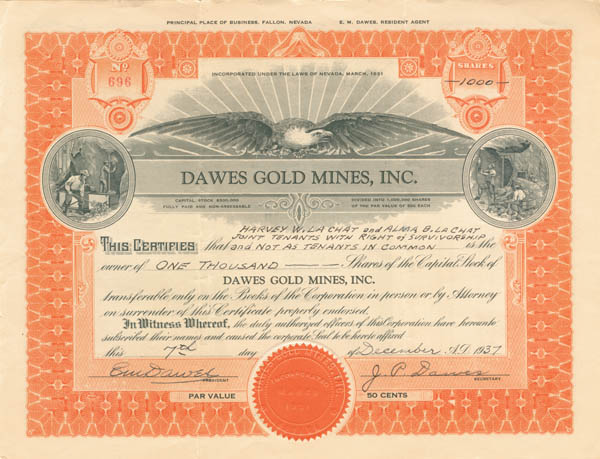 PRINCIPAL PLACE OF BUSINESS, FALLON, NEVADA E. M. DAWES, RESIDENT AGENT
No
696
SHARES
—1000—
INCORPORATED UNDER THE LAWS OF NEVADA, MARCH, 1931
DAWES GOLD MINES, INC.
CAPITAL STOCK $500,000
FULLY PAID AND NON-ASSESSABLE
DIVIDED INTO 1,000,000 SHARES
OF THE PAR VALUE OF 50¢ EACH
HARVEY W. LA CHAT and ALMA B. LA CHAT
JOINT TENANTS WITH RIGHT OF SURVIVORSHIP
This Certifies that and NOT AS TENANTS IN COMMON is the
owner of ONE THOUSAND Shares of the Capital Stock of
DAWES GOLD MINES, INC.
transferable only on the Books of the Corporation in person or by Attorney
on surrender of this Certificate properly endorsed.
In Witness Whereof, the duly authorized officers of this Corporation have hereunto
subscribed their names and caused the corporate Seal to be hereto affixed
this 7th day of December A.D. 1937
E M Dawes
PRESIDENT
J. P. Dawes
SECRETARY
PAR VALUE 50 CENTS